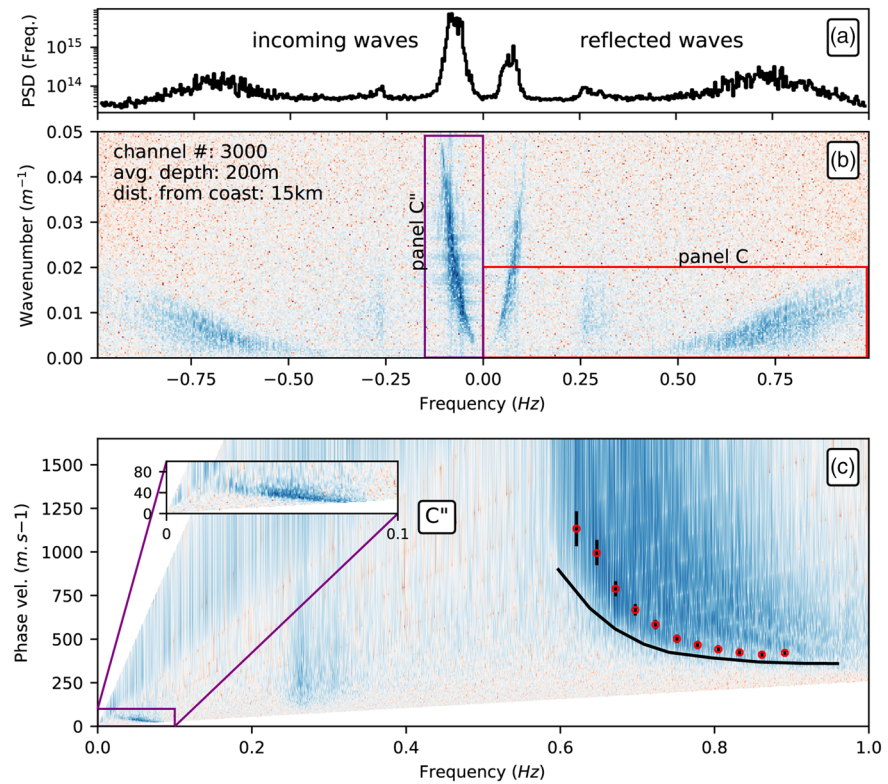 PSD (Freq.)
10¹⁵
10¹⁴
incoming waves
reflected waves
(a)
Wavenumber (m⁻¹)
0.05
0.04
0.03
0.02
0.01
0.00
channel #: 3000
avg. depth: 200m
dist. from coast: 15km
panel C"
panel C
(b)
−0.75
−0.50
−0.25
0.00
0.25
0.50
0.75
Frequency (Hz)
Phase vel. (m.s−1)
1500
1250
1000
750
500
250
0
80
40
0
0
0.1
C"
(c)
0.0
0.2
0.4
0.6
0.8
1.0
Frequency (Hz)